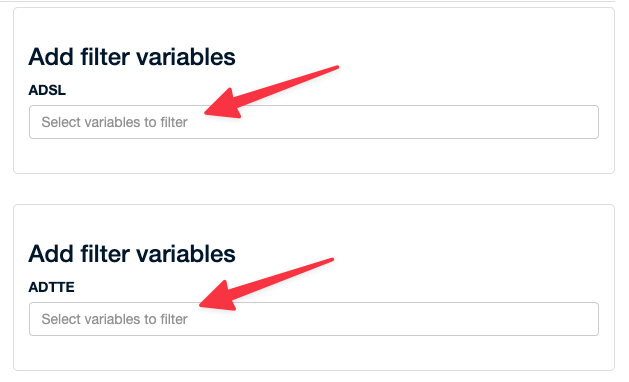 Add filter variables
ADSL
Select variables to filter
Add filter variables
ADTTE
Select variables to filter